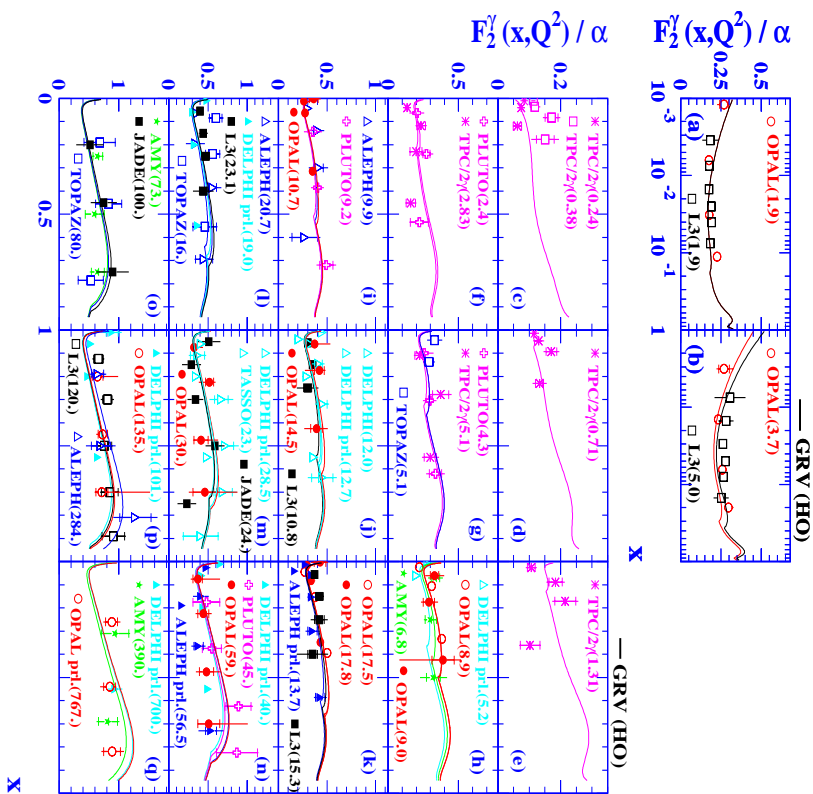 F₂^γ(x,Q²) / α
0.5
0.25
0
10⁻³
10⁻²
10⁻¹
1
(a)
OPAL(1.9)
L3(1.9)
GRV (HO)
(b)
OPAL(3.7)
L3(5.0)
x
F₂^γ(x,Q²) / α
GRV (HO)
0.2
TPC/2γ(0.24)
TPC/2γ(0.38)
(c)
TPC/2γ(0.71)
(d)
TPC/2γ(1.31)
(e)
0.5
PLUTO(2.4)
TPC/2γ(2.83)
(f)
PLUTO(4.3)
TPC/2γ(5.1)
TOPAZ(5.1)
(g)
DELPHI prl.(5.2)
OPAL(8.9)
AMY(6.8)
OPAL(9.0)
(h)
1
0.5
ALEPH(9.9)
PLUTO(9.2)
OPAL(10.7)
(i)
DELPHI(12.0)
DELPHI prl.(12.7)
OPAL(14.5)
L3(10.8)
(j)
OPAL(17.5)
OPAL(17.8)
ALEPH prl.(13.7)
L3(15.3)
(k)
0.5
ALEPH(20.7)
DELPHI prl.(19.0)
L3(23.1)
TOPAZ(16.)
(l)
DELPHI prl.(28.5)
TASSO(23.)
JADE(24.)
OPAL(30.)
(m)
DELPHI prl.(40.)
PLUTO(45.)
OPAL(59.)
ALEPH prl.(56.5)
(n)
1
AMY(73.)
JADE(100.)
TOPAZ(80.)
(o)
DELPHI prl.(101.)
OPAL(135.)
L3(120.)
ALEPH(284.)
(p)
DELPHI prl.(700.)
AMY(390.)
OPAL prl.(767.)
(q)
0
0.5
1
x